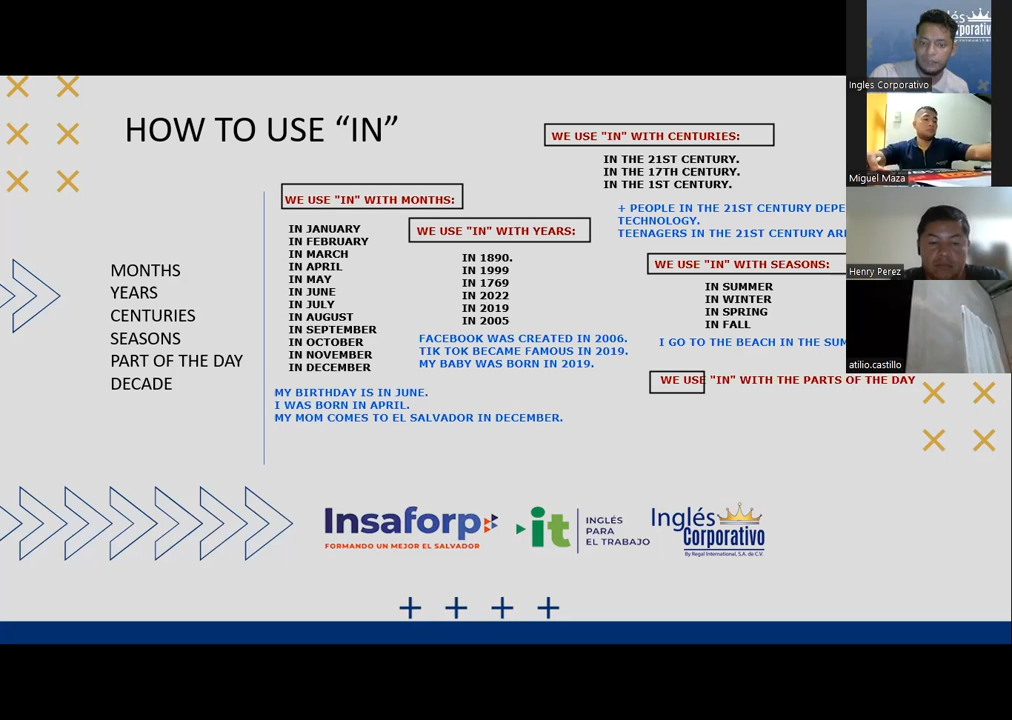 HOW TO USE “IN”
MONTHS
YEARS
CENTURIES
SEASONS
PART OF THE DAY
DECADE
WE USE "IN" WITH MONTHS:
IN JANUARY
IN FEBRUARY
IN MARCH
IN APRIL
IN MAY
IN JUNE
IN JULY
IN AUGUST
IN SEPTEMBER
IN OCTOBER
IN NOVEMBER
IN DECEMBER
MY BIRTHDAY IS IN JUNE.
I WAS BORN IN APRIL.
MY MOM COMES TO EL SALVADOR IN DECEMBER.
WE USE "IN" WITH YEARS:
IN 1890.
IN 1999
IN 1769
IN 2022
IN 2019
IN 2005
FACEBOOK WAS CREATED IN 2006.
TIK TOK BECAME FAMOUS IN 2019.
MY BABY WAS BORN IN 2019.
WE USE "IN" WITH CENTURIES:
IN THE 21ST CENTURY.
IN THE 17TH CENTURY.
IN THE 1ST CENTURY.
+ PEOPLE IN THE 21ST CENTURY DEPE
TECHNOLOGY.
TEENAGERS IN THE 21ST CENTURY AR
WE USE "IN" WITH SEASONS:
IN SUMMER
IN WINTER
IN SPRING
IN FALL
I GO TO THE BEACH IN THE SUM
WE USE "IN" WITH THE PARTS OF THE DAY
Ingles Corporativo
Miguel Maza
Henry Perez
atilio.castillo
Insaforp
FORMANDO UN MEJOR EL SALVADOR
it
INGLÉS
PARA
EL TRABAJO
Inglés
Corporativo
By Regal International, S.A. de C.V.